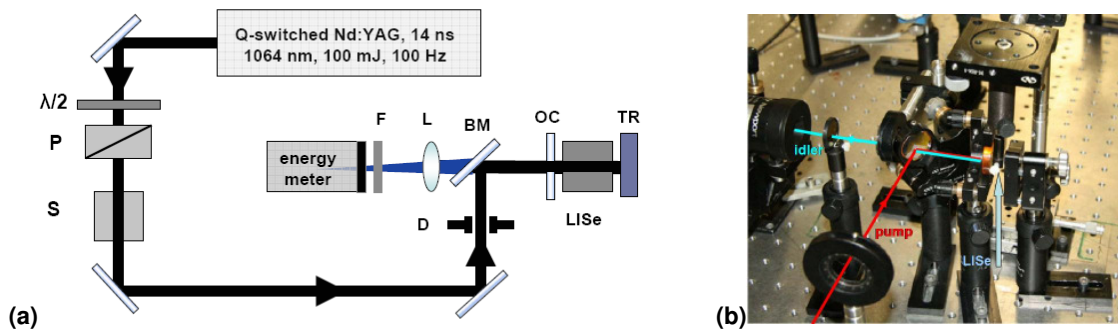 Q-switched Nd:YAG, 14 ns
1064 nm, 100 mJ, 100 Hz
λ/2
P
S
energy
meter
F
L
BM
OC
TR
LISe
D
(a)
idler
pump
LISe
(b)